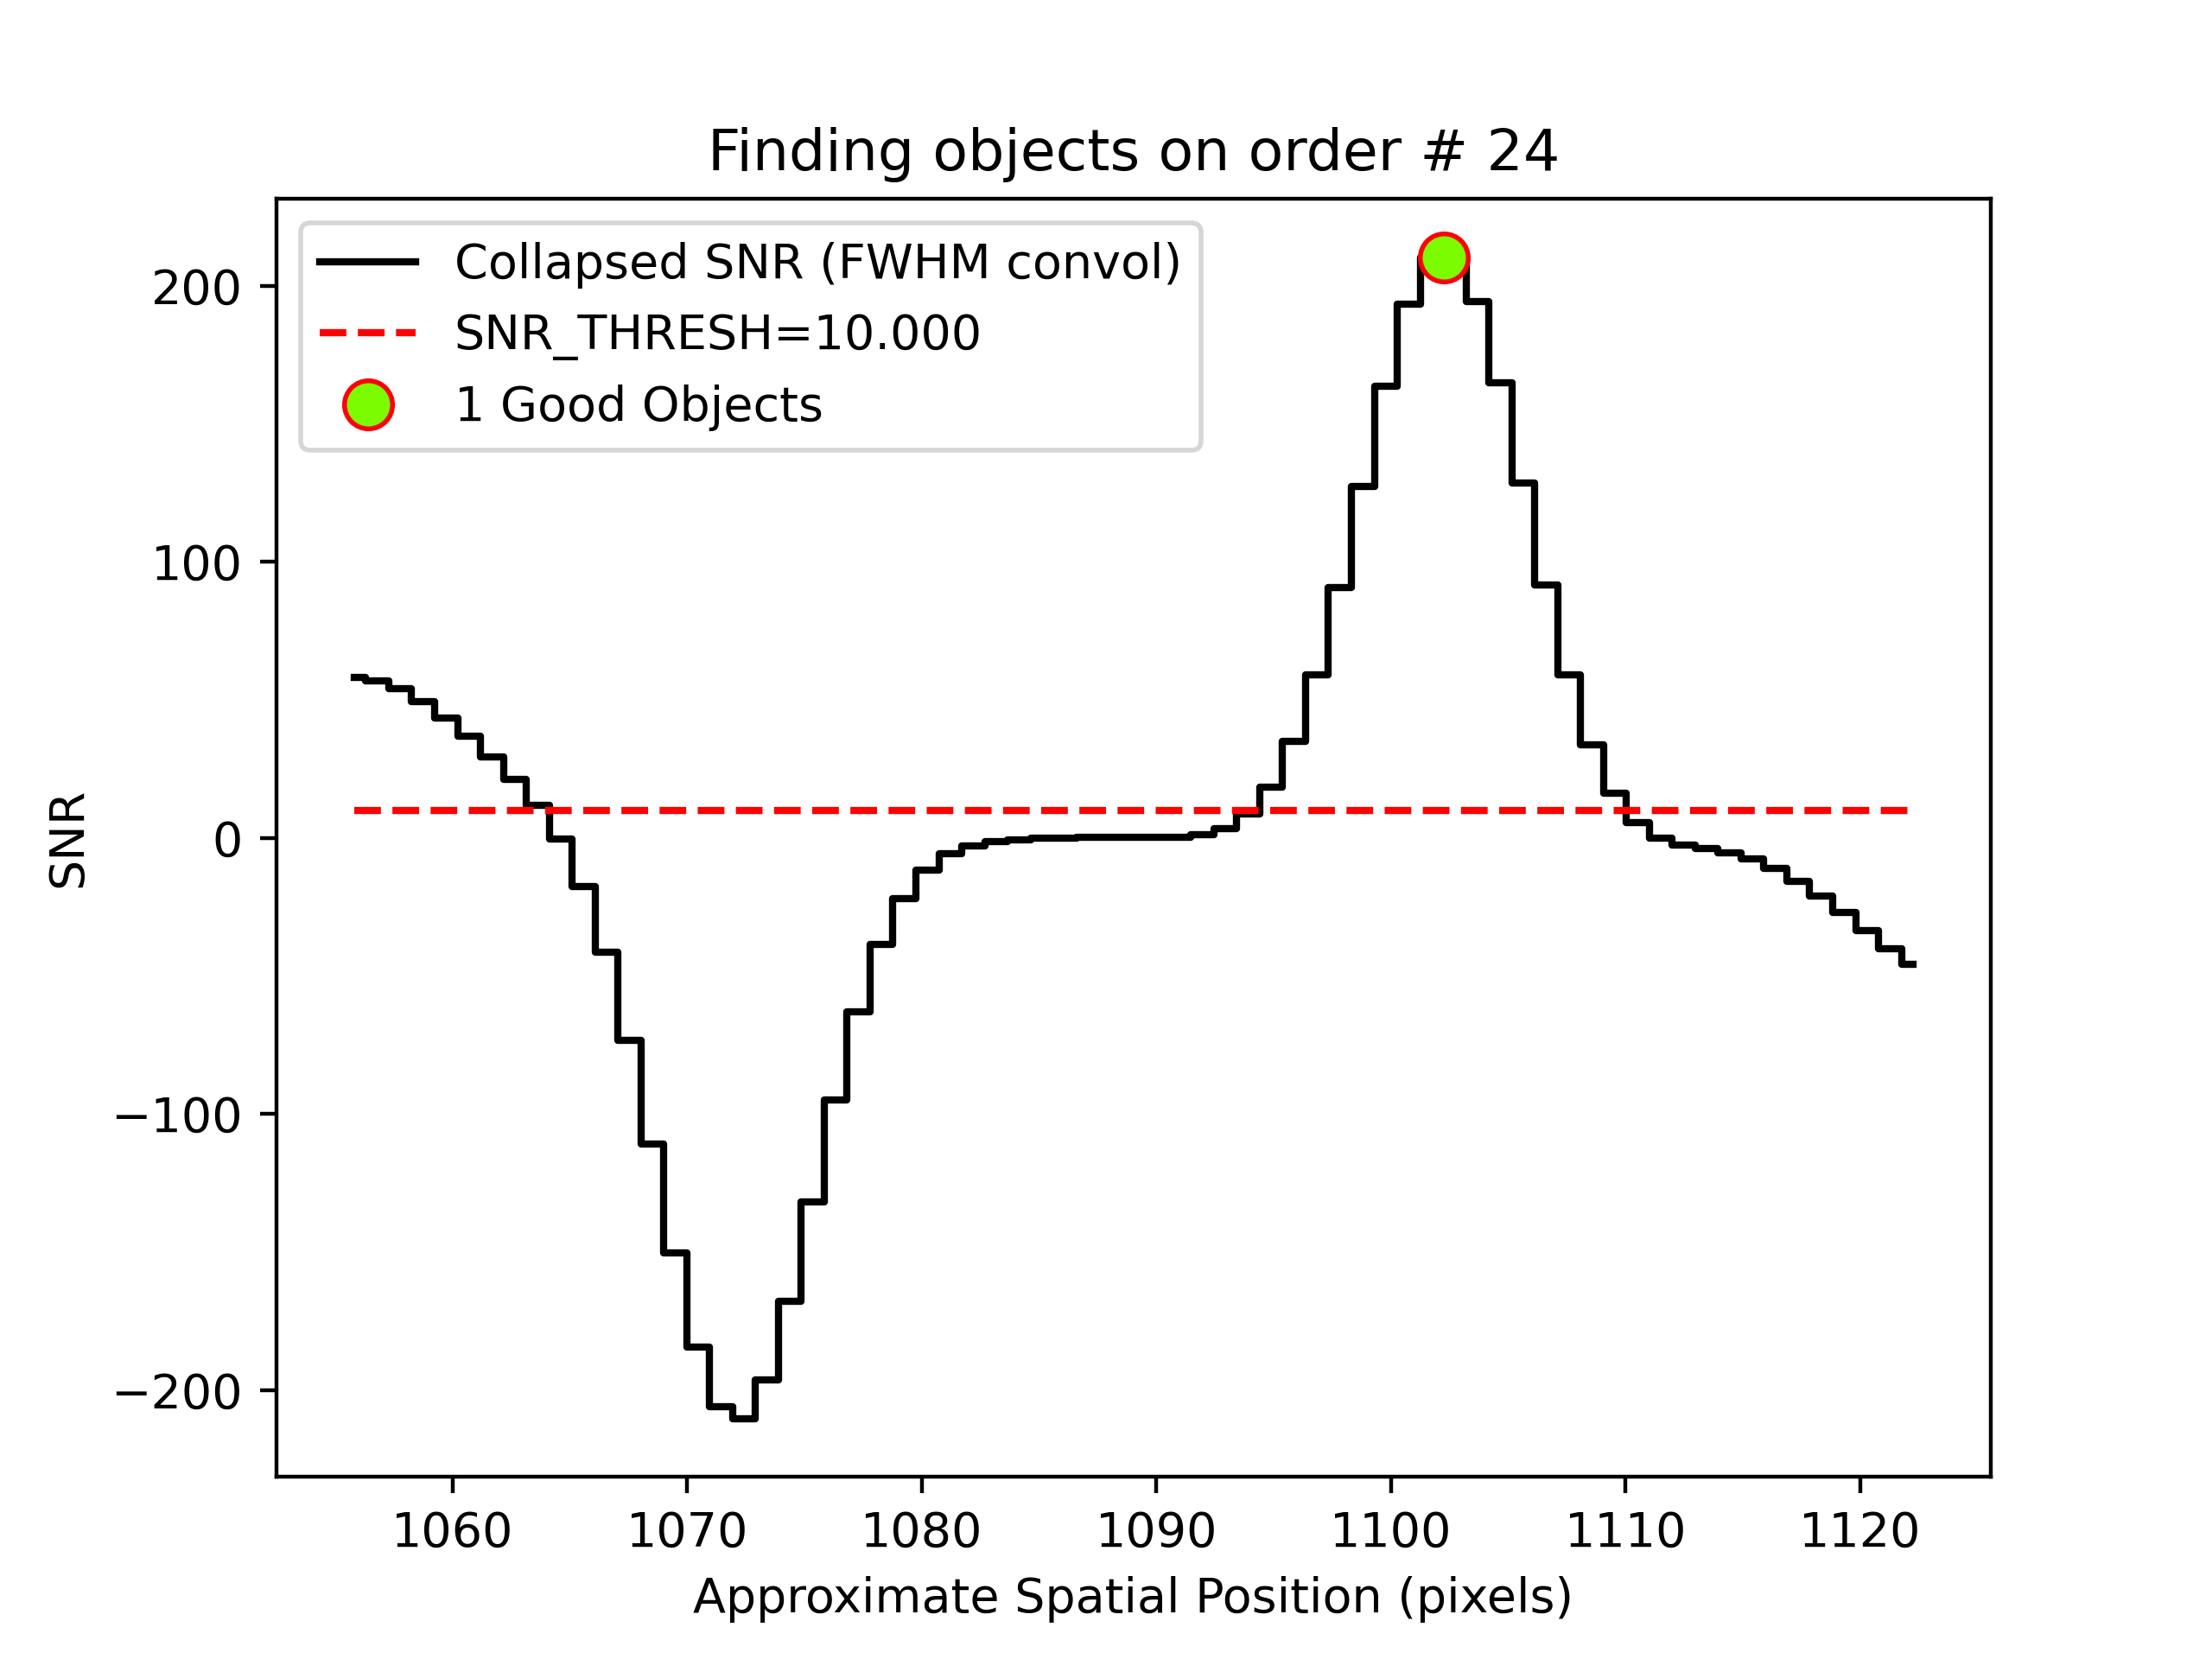 Finding objects on order # 24
Collapsed SNR (FWHM convol)
SNR_THRESH=10.000
1 Good Objects
200
100
0
−100
−200
SNR
1060 1070 1080 1090 1100 1110 1120
Approximate Spatial Position (pixels)